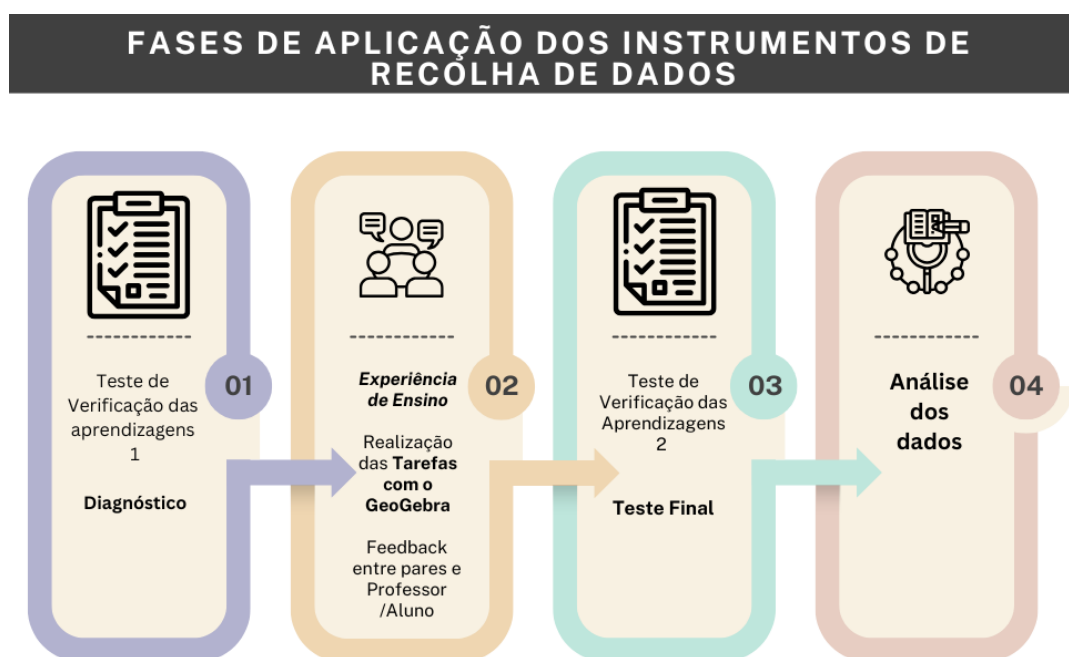 FASES DE APLICAÇÃO DOS INSTRUMENTOS DE
RECOLHA DE DADOS
01
Teste de
Verificação das
aprendizagens
1
Diagnóstico
02
Experiência
de Ensino
Realização
das Tarefas
com o
GeoGebra
Feedback
entre pares e
Professor
/Aluno
03
Teste de
Verificação das
Aprendizagens
2
Teste Final
04
Análise
dos
dados